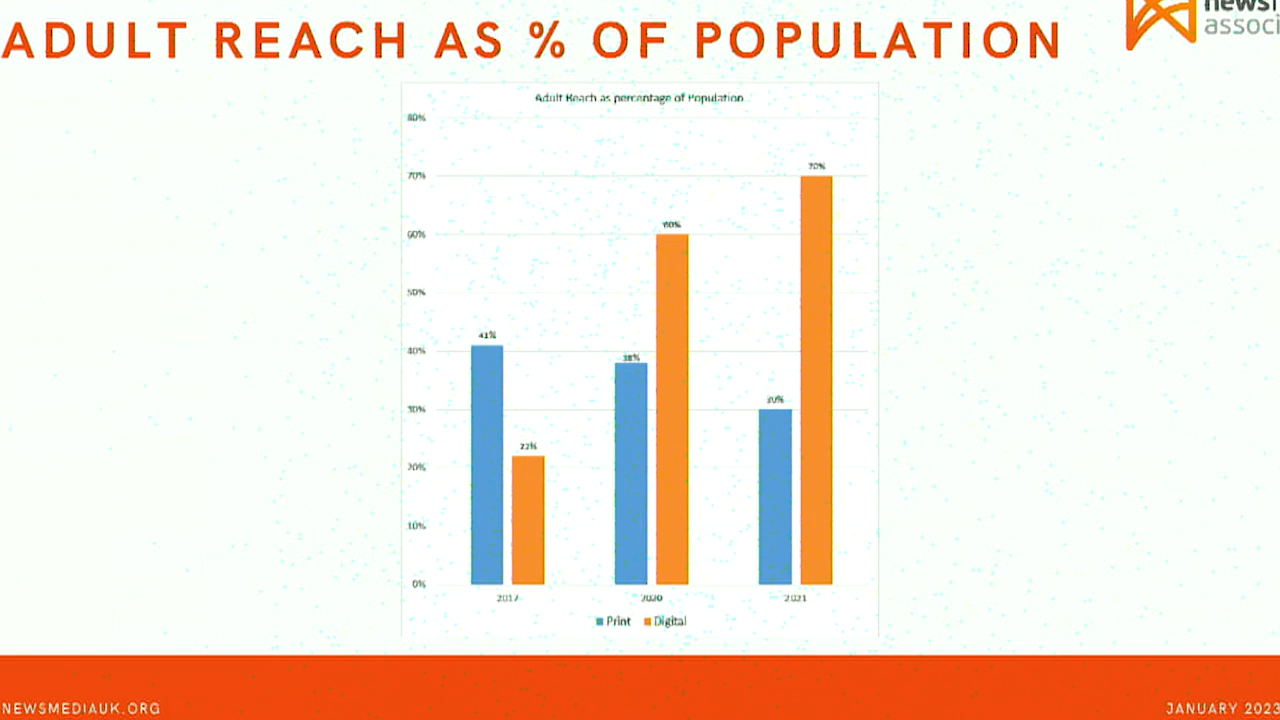 ADULT REACH AS % OF POPULATION
associ
Adult Reach as percentage of Population
80%
70%
60%
50%
40%
30%
20%
10%
0%
41%
22%
38%
60%
70%
2017
2020
2021
Print
Digital
NEWSMEDIAUK.ORG
JANUARY 2023